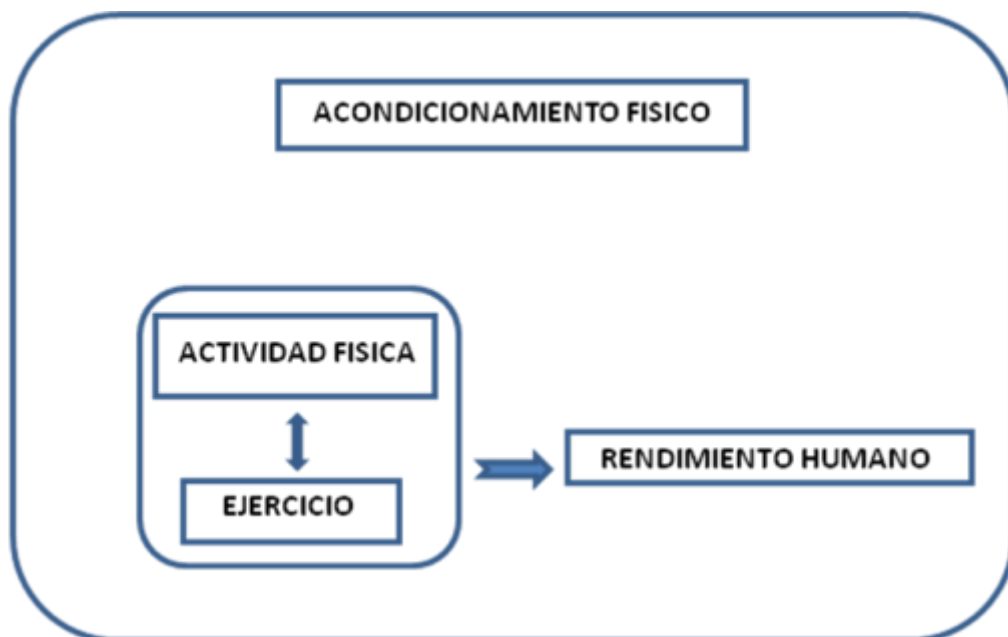 ACONDICIONAMIENTO FISICO
ACTIVIDAD FISICA
EJERCICIO
RENDIMIENTO HUMANO